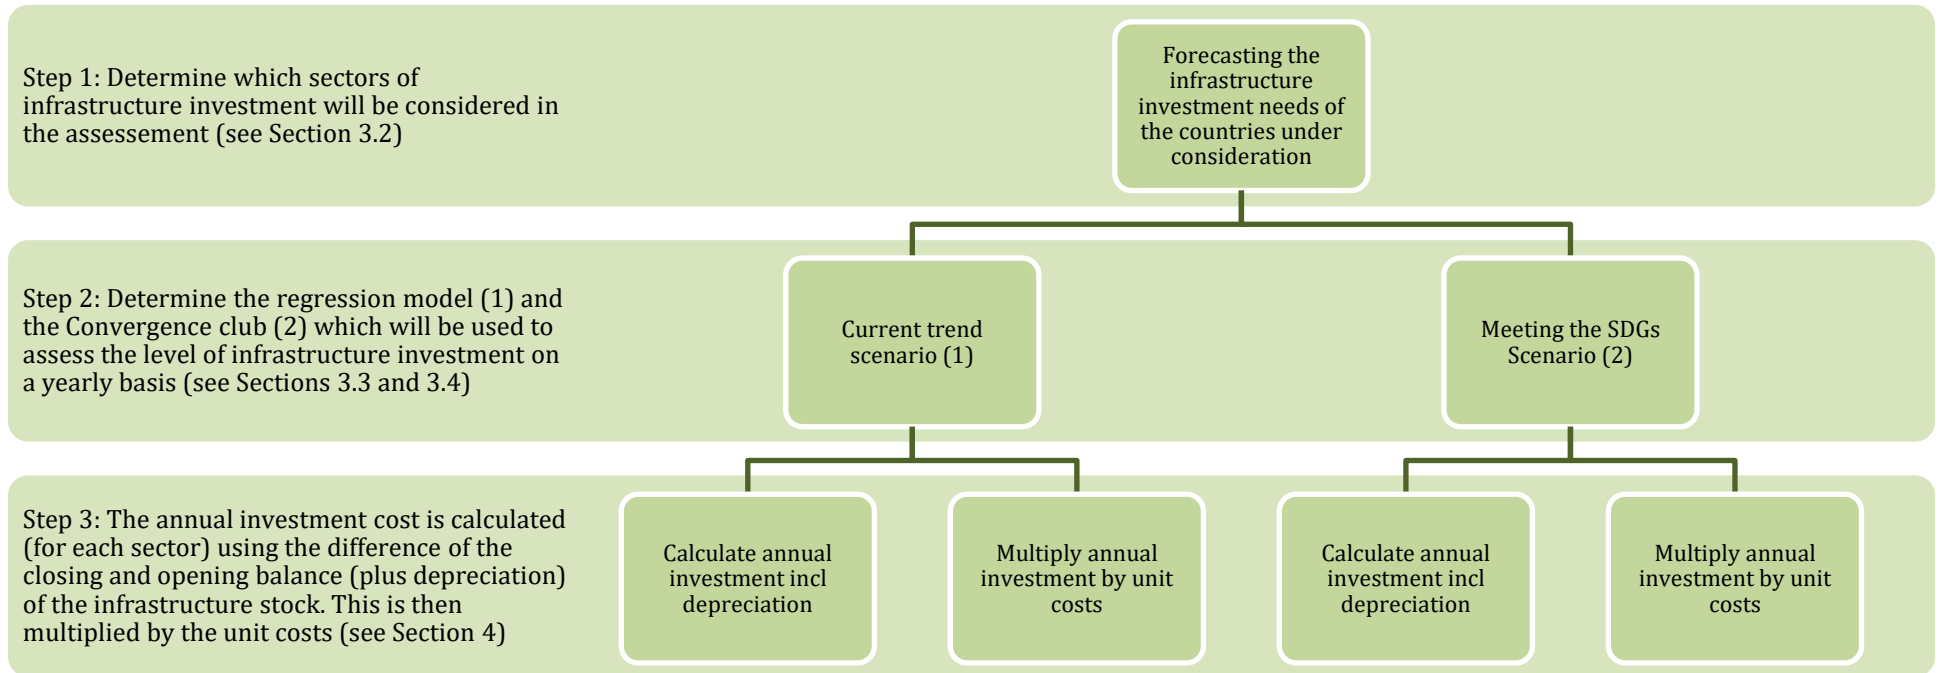 Step 1: Determine which sectors of
infrastructure investment will be considered in
the assessement (see Section 3.2)
Forecasting the
infrastructure
investment needs of
the countries under
consideration
Step 2: Determine the regression model (1) and
the Convergence club (2) which will be used to
assess the level of infrastructure investment on
a yearly basis (see Sections 3.3 and 3.4)
Current trend
scenario (1)
Meeting the SDGs
Scenario (2)
Step 3: The annual investment cost is calculated
(for each sector) using the difference of the
closing and opening balance (plus depreciation)
of the infrastructure stock. This is then
multiplied by the unit costs (see Section 4)
Calculate annual
investment incl
depreciation
Multiply annual
investment by unit
costs
Calculate annual
investment incl
depreciation
Multiply annual
investment by unit
costs